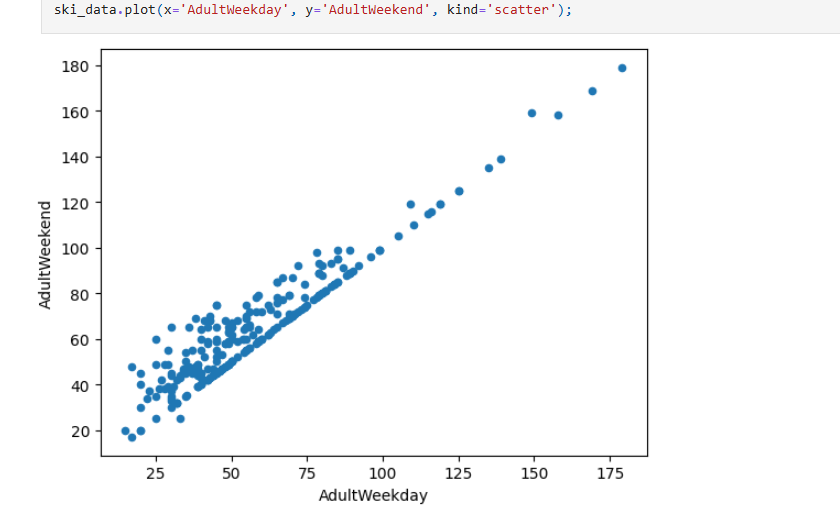 ski_data.plot(x='AdultWeekday', y='AdultWeekend', kind='scatter');
180
160
140
120
100
80
60
40
20
AdultWeekend
25 50 75 100 125 150 175
AdultWeekday